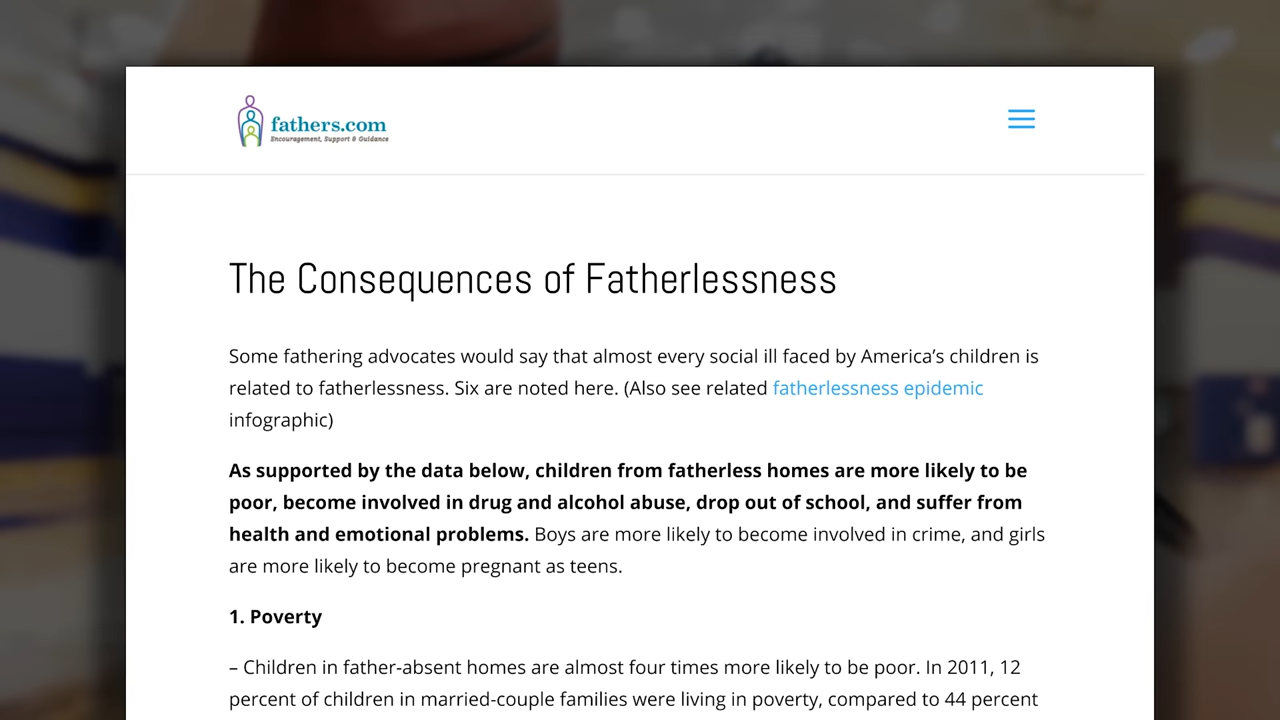 fathers.com
Encouragement, Support & Guidance
The Consequences of Fatherlessness
Some fathering advocates would say that almost every social ill faced by America’s children is
related to fatherlessness. Six are noted here. (Also see related fatherlessness epidemic
infographic)
As supported by the data below, children from fatherless homes are more likely to be
poor, become involved in drug and alcohol abuse, drop out of school, and suffer from
health and emotional problems. Boys are more likely to become involved in crime, and girls
are more likely to become pregnant as teens.
1. Poverty
– Children in father-absent homes are almost four times more likely to be poor. In 2011, 12
percent of children in married-couple families were living in poverty, compared to 44 percent